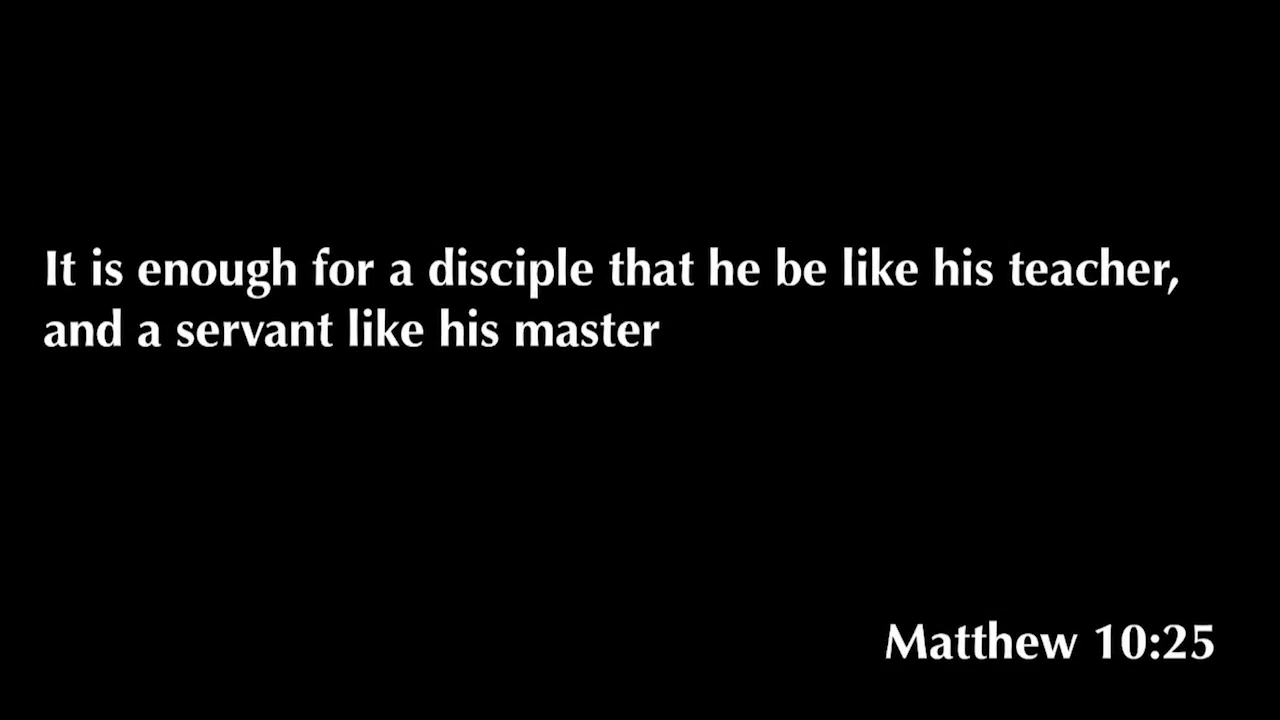 It is enough for a disciple that he be like his teacher,
and a servant like his master
Matthew 10:25